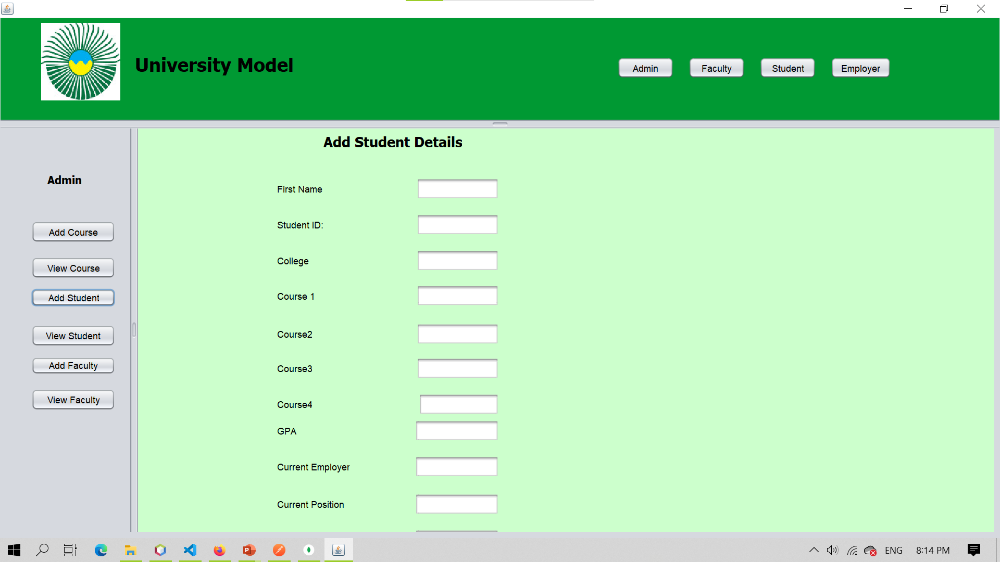 University Model
Admin
Faculty
Student
Employer
Add Student Details
Admin
Add Course
View Course
Add Student
View Student
Add Faculty
View Faculty
First Name
Student ID:
College
Course 1
Course2
Course3
Course4
GPA
Current Employer
Current Position
P
ENG
8:14 PM